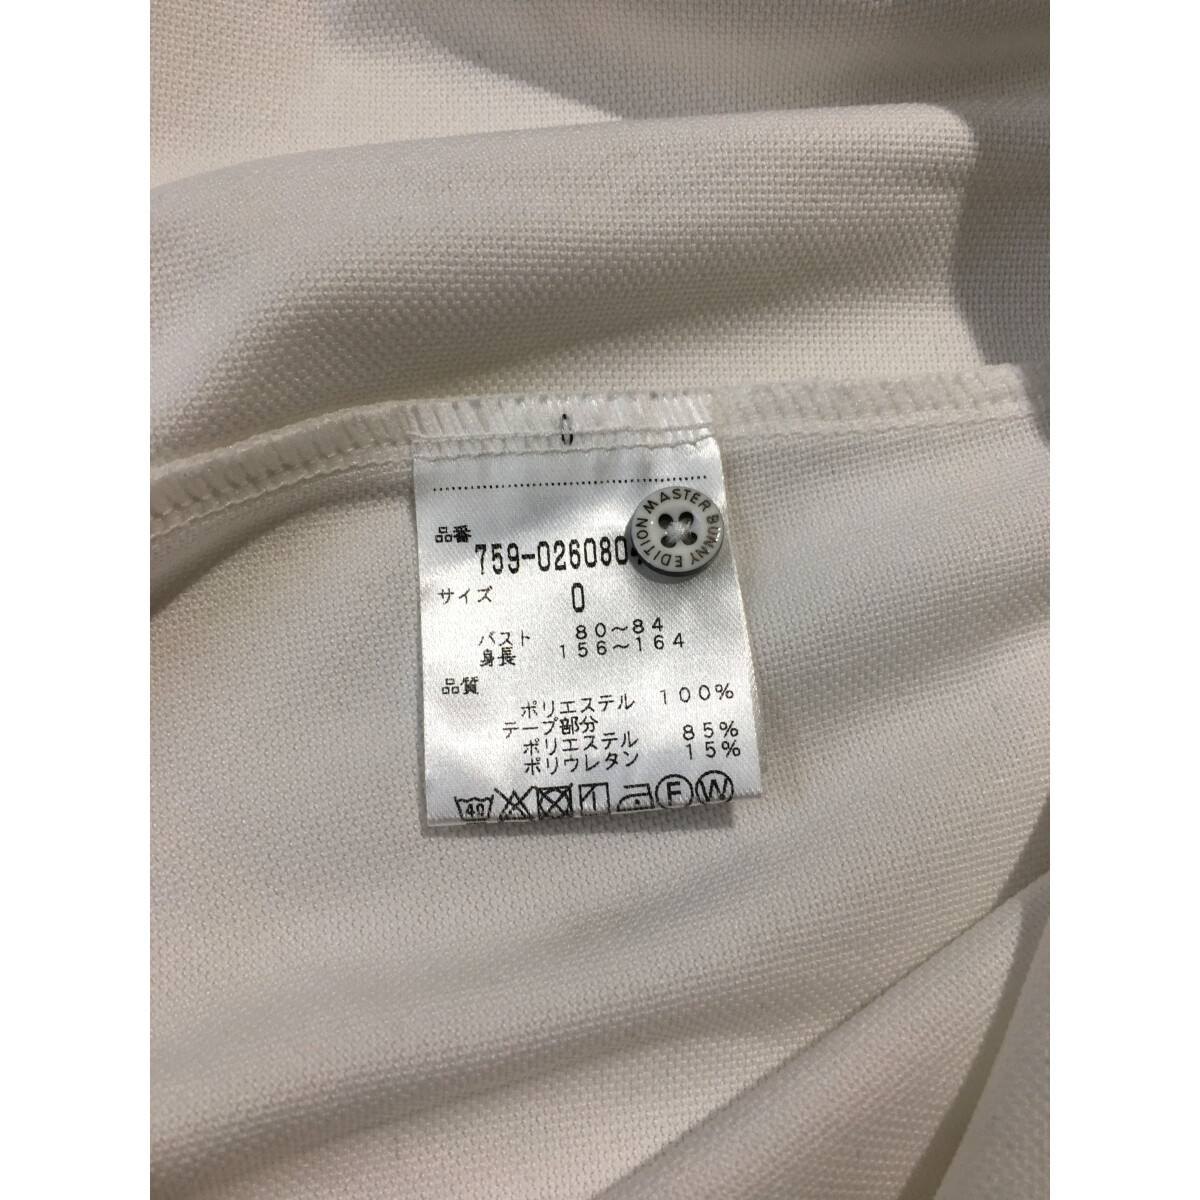 0
品番
759-0260804
MASTER BUNNY EDITION
サイズ 0
バスト 80〜84
身長 156〜164
品質
ポリエステル 100%
テープ部分
ポリエステル 85%
ポリウレタン 15%
40 F W